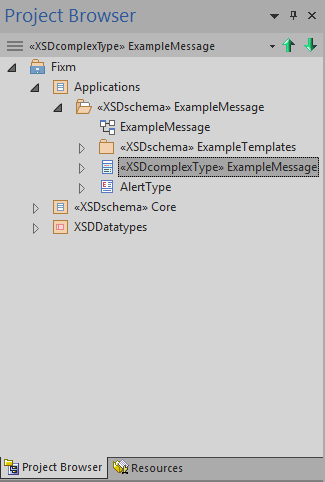 Project Browser
«XSDcomplexType» ExampleMessage
Fixm
Applications
«XSDschema» ExampleMessage
ExampleMessage
«XSDschema» ExampleTemplates
«XSDcomplexType» ExampleMessage
AlertType
«XSDschema» Core
XSDDatatypes
Project Browser Resources